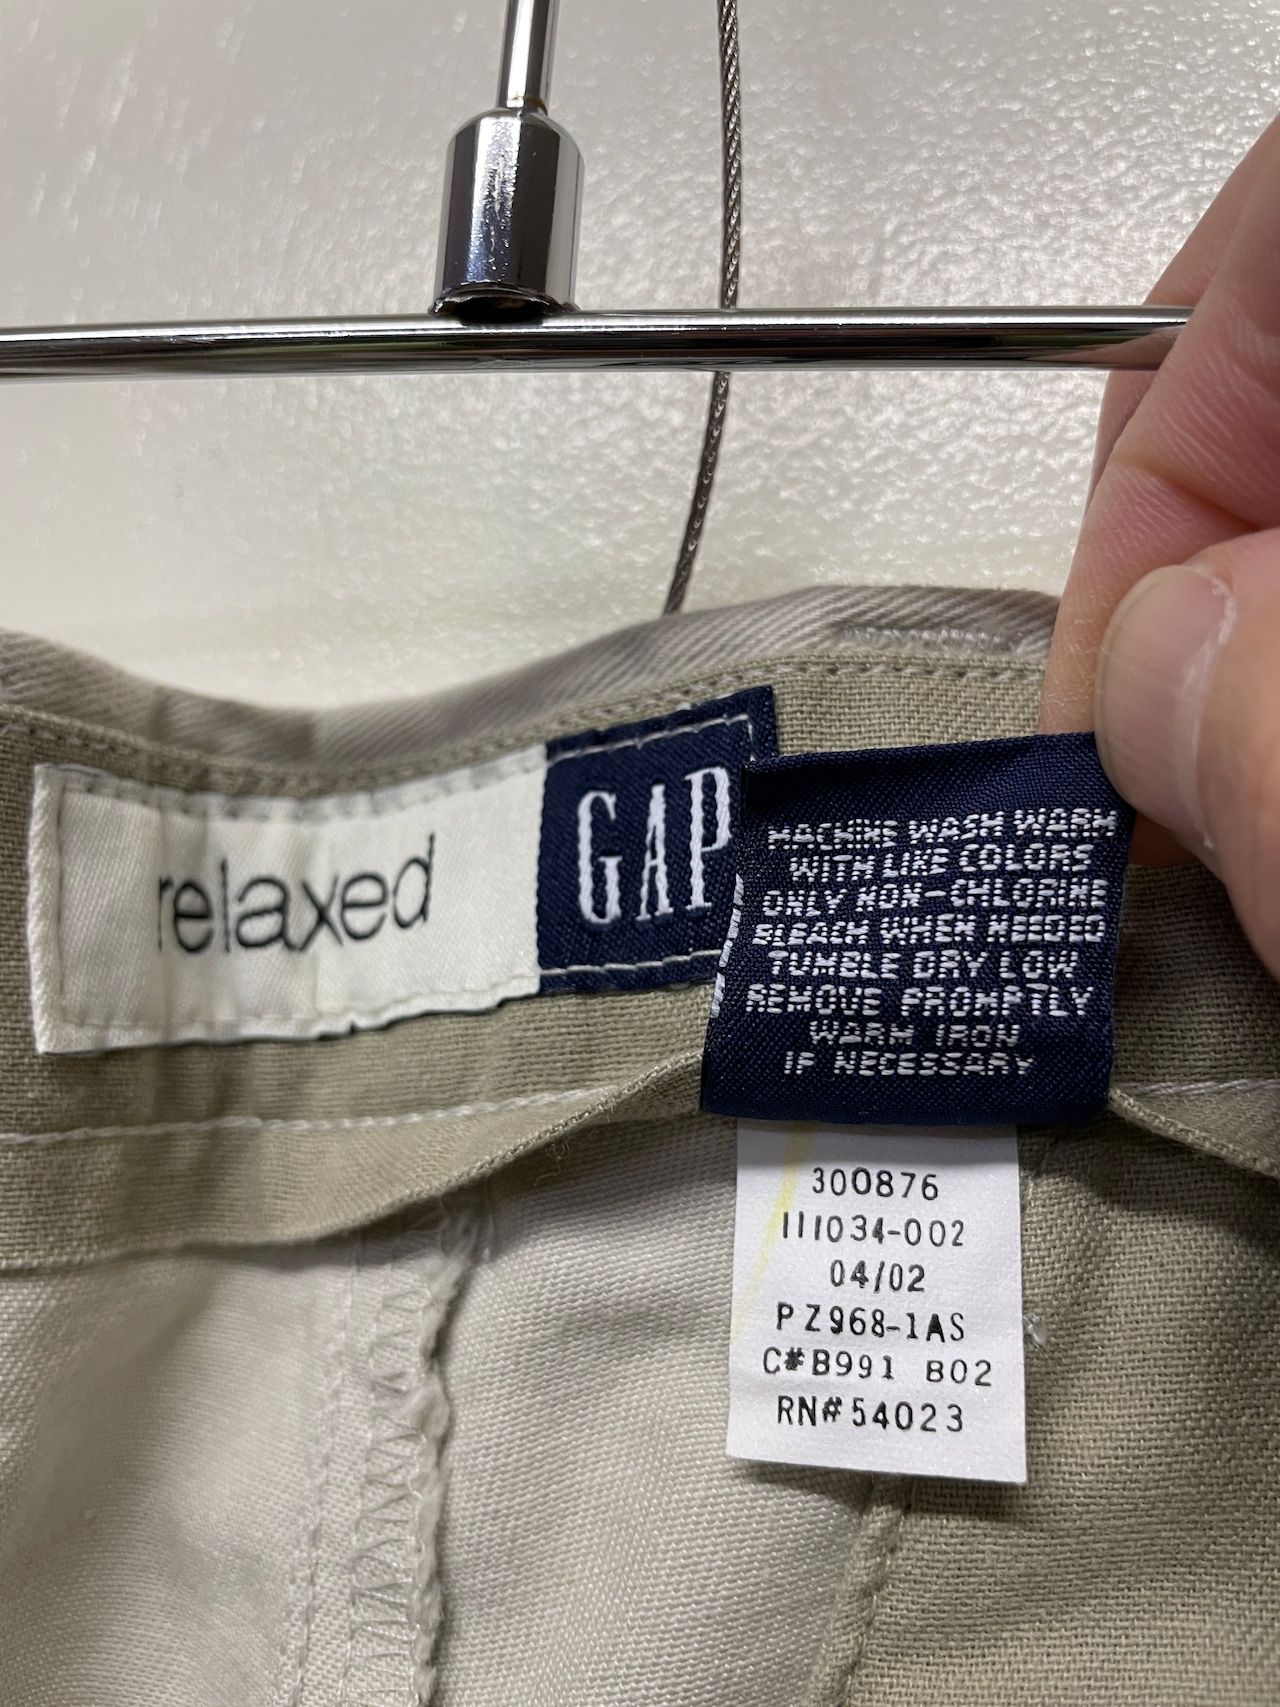 relaxed
GAP
MACHINE WASH WARM
WITH LIKE COLORS
ONLY NON-CHLORINE
BLEACH WHEN NEEDED
TUMBLE DRY LOW
REMOVE PROMPTLY
WARM IRON
IF NECESSARY
300876
111034-002
04/02
PZ968-1AS
C#B991 B02
RN#54023